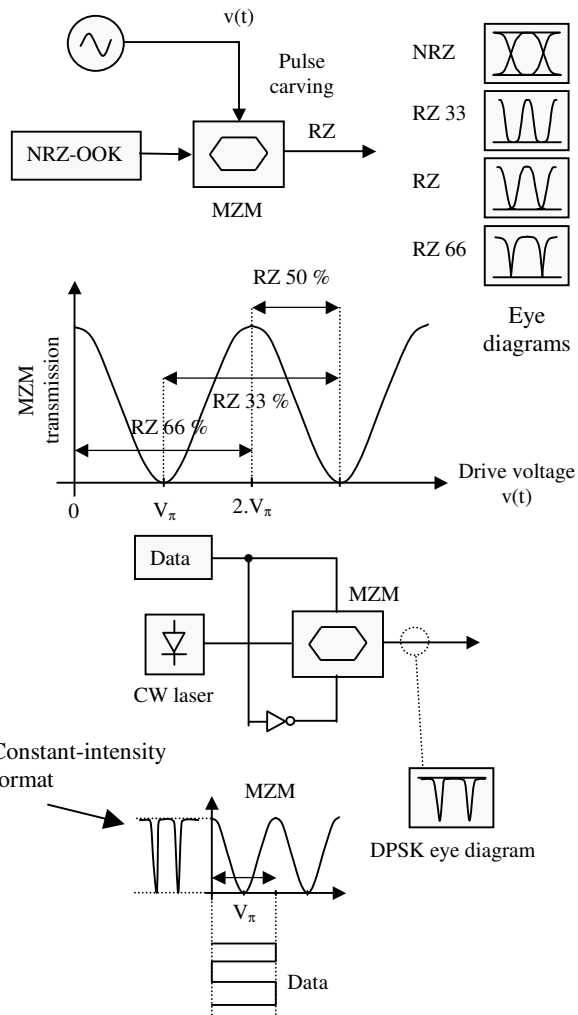 v(t)
Pulse
carving
NRZ-OOK
RZ
MZM
NRZ
RZ 33
RZ
RZ 66
Eye
diagrams
RZ 50 %
MZM
transmission
RZ 33 %
RZ 66 %
Drive voltage
v(t)
0
Vπ
2.Vπ
Data
MZM
CW laser
Constant-intensity
format
MZM
DPSK eye diagram
Vπ
Data